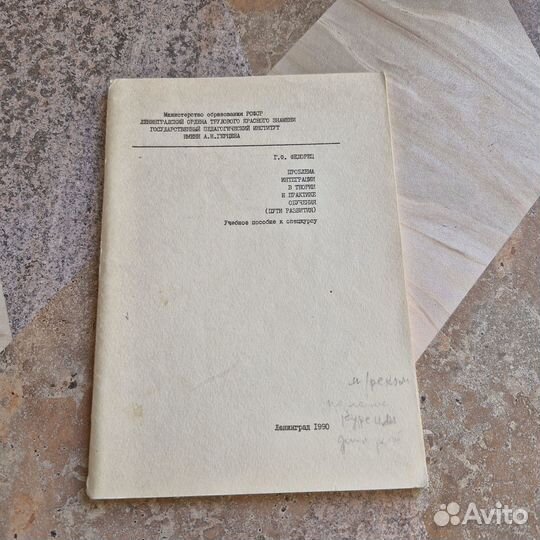 Министерство образования РСФСР
ЛЕНИНГРАДСКИЙ ОРДЕНА ТРУДОВОГО КРАСНОГО ЗНАМЕНИ
ГОСУДАРСТВЕННЫЙ ПЕДАГОГИЧЕСКИЙ ИНСТИТУТ
ИМЕНИ А.И.ГЕРЦЕНА
Г.Ф. ФЕДОРЕЦ
ПРОБЛЕМА
ИНТЕГРАЦИИ
В ТЕОРИИ
И ПРАКТИКЕ
ОБУЧЕНИЯ
(ПУТИ РАЗВИТИЯ)
Учебное пособие к спецкурсу
Ленинград 1990
Avito